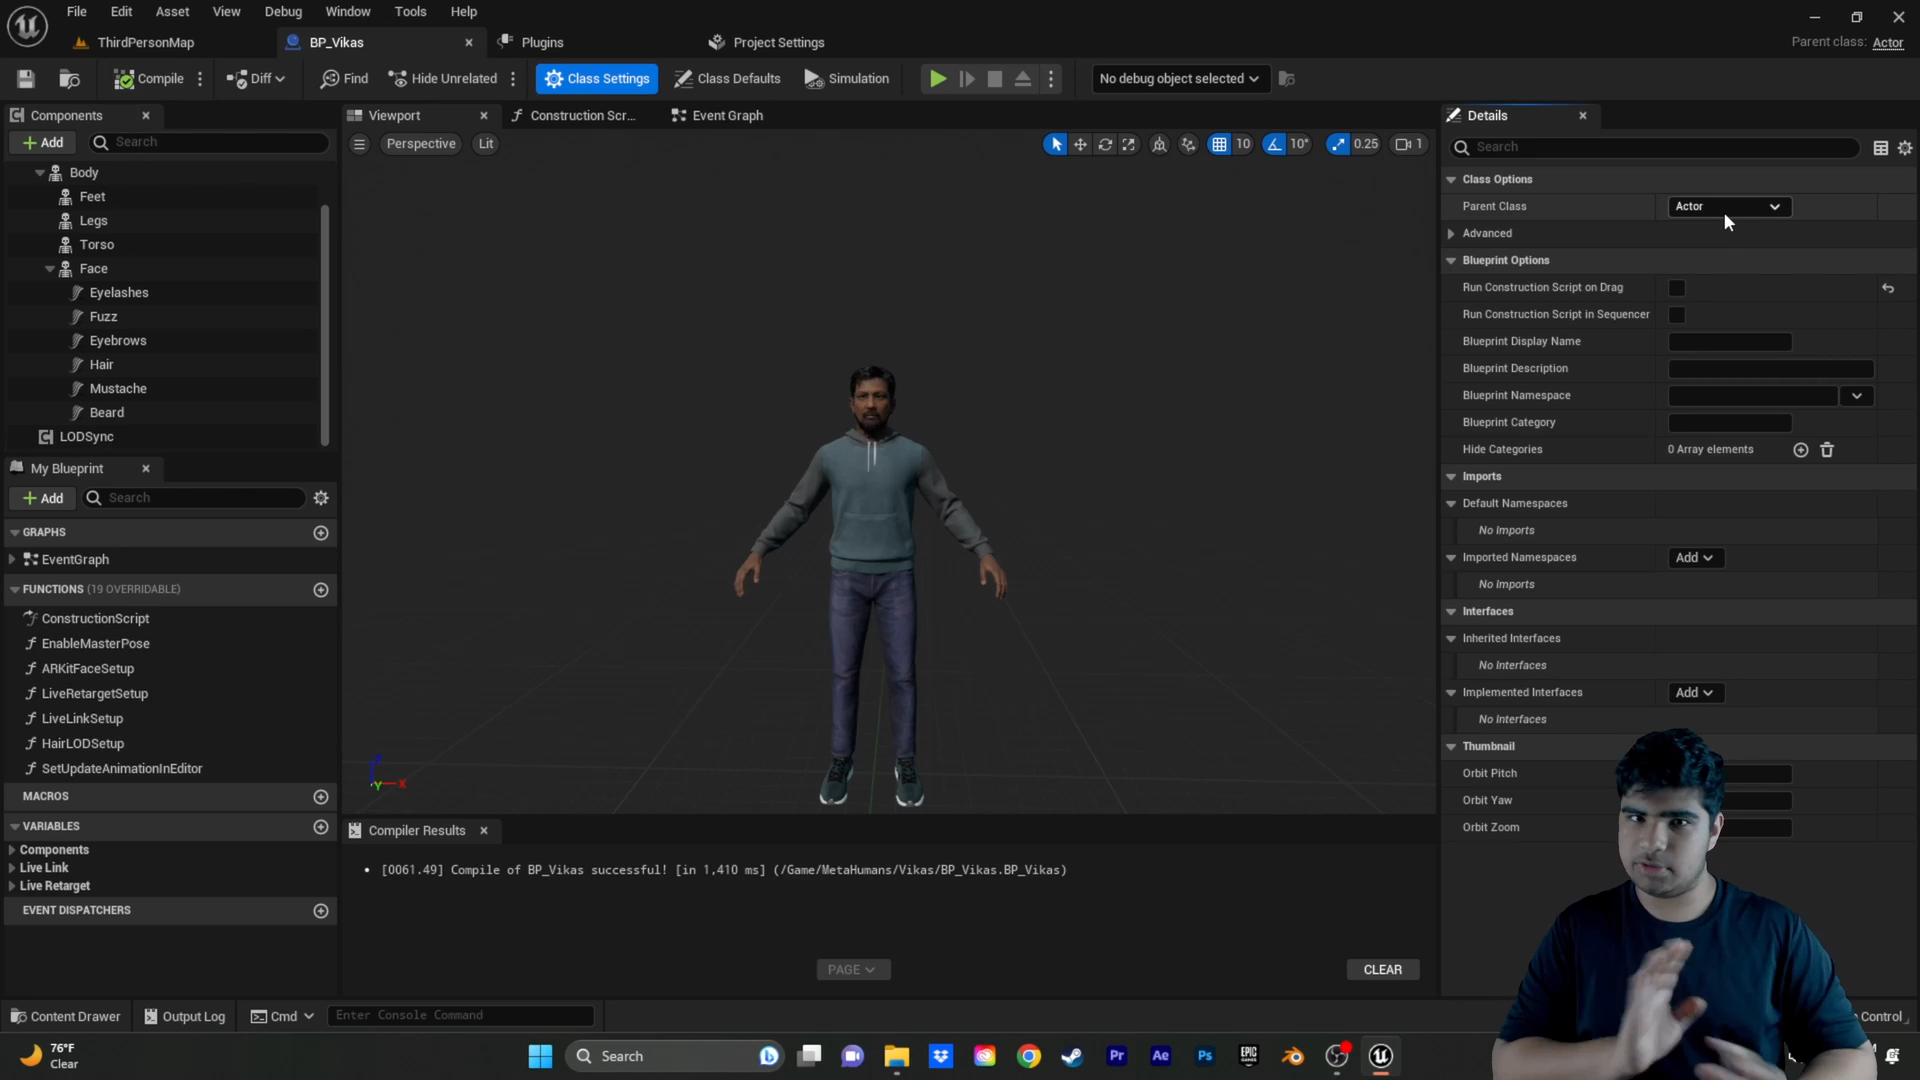 File Edit View Asset Debug Window Tools Help
ThirdPersonMap
BP_Vikas
Plugins
Project Settings
Parent class: Actor
Compile
Diff
Find
Hide Unrelated
Class Settings
Class Defaults
Simulation
No debug object selected
Components
Add
Search
Body
Feet
Legs
Torso
Face
Eyelashes
Fuzz
Eyebrows
Hair
Mustache
Beard
LODSync
My Blueprint
Add
Search
GRAPHS
EventGraph
FUNCTIONS (19 OVERRIDABLE)
ConstructionScript
EnableMasterPose
ARKitFaceSetup
LiveRetargetSetup
LiveLinkSetup
HairLODSetup
SetUpdateAnimationInEditor
MACROS
VARIABLES
Components
Live Link
Live Retarget
EVENT DISPATCHERS
Viewport
Construction Scr...
Event Graph
Perspective
Lit
10
10°
0.25
1
Compiler Results
[0061.49] Compile of BP_Vikas successful! [in 1,410 ms] (/Game/MetaHumans/Vikas/BP_Vikas.BP_Vikas)
PAGE
CLEAR
Details
Search
Class Options
Parent Class
Actor
Advanced
Blueprint Options
Run Construction Script on Drag
Run Construction Script in Sequencer
Blueprint Display Name
Blueprint Description
Blueprint Namespace
Blueprint Category
Hide Categories
0 Array elements
Imports
Default Namespaces
No Imports
Imported Namespaces
Add
No Imports
Interfaces
Inherited Interfaces
No Interfaces
Implemented Interfaces
Add
No Interfaces
Thumbnail
Orbit Pitch
Orbit Yaw
Orbit Zoom
Content Drawer
Output Log
Cmd
Enter Console Command
Control
76°F
Clear
Search
Pr
Ae
Ps
EPIC